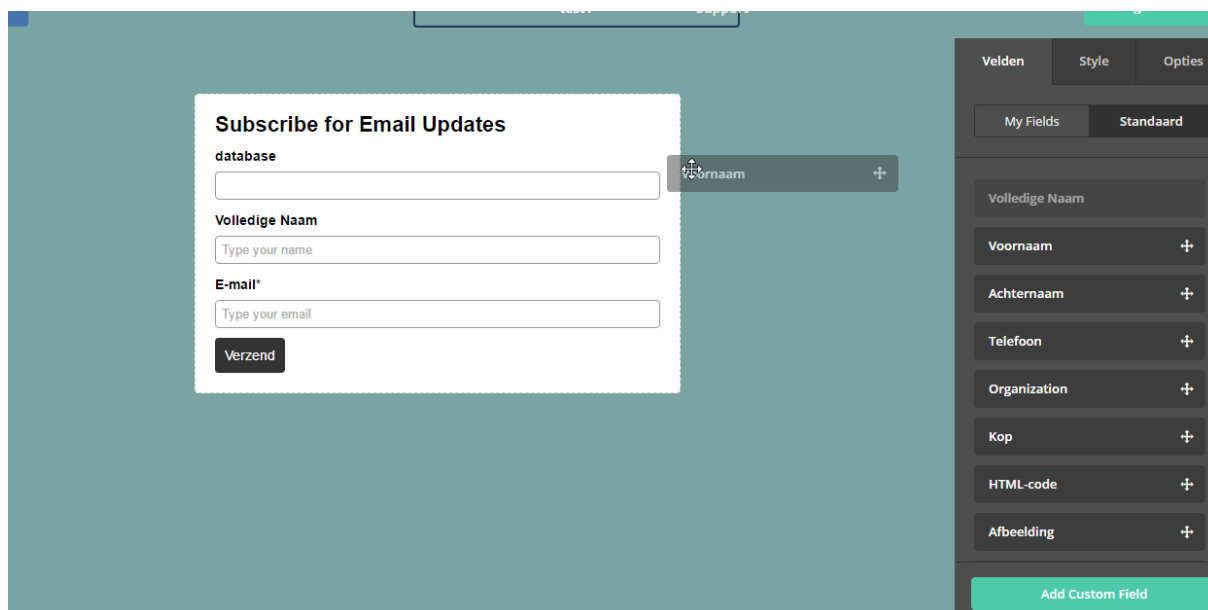 Support
Velden
Style
Opties
My Fields
Standaard
Subscribe for Email Updates
database
Voornaam
Volledige Naam
Volledige Naam
Type your name
Voornaam
E-mail*
Achternaam
Type your email
Telefoon
Verzend
Organization
Kop
HTML-code
Afbeelding
Add Custom Field